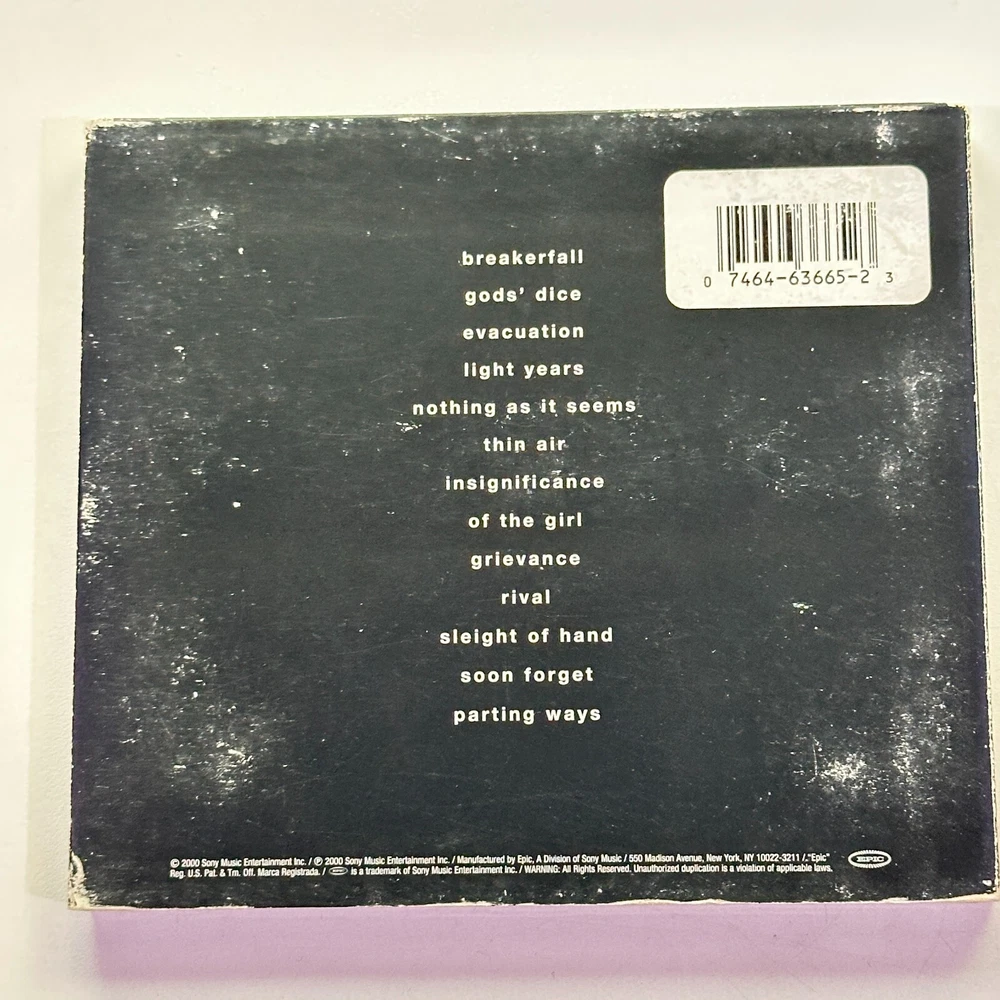 0 7464-63665-2 3
breakerfall
gods' dice
evacuation
light years
nothing as it seems
thin air
insignificance
of the girl
grievance
rival
sleight of hand
soon forget
parting ways
© 2000 Sony Music Entertainment Inc. / ℗ 2000 Sony Music Entertainment Inc. / Manufactured by Epic, A Division of Sony Music / 550 Madison Avenue, New York, NY 10022-3211 / "Epic" EPIC
Reg. U.S. Pat. & Tm. Off. Marca Registrada. / EPIC is a trademark of Sony Music Entertainment Inc. / WARNING: All Rights Reserved. Unauthorized duplication is a violation of applicable laws.